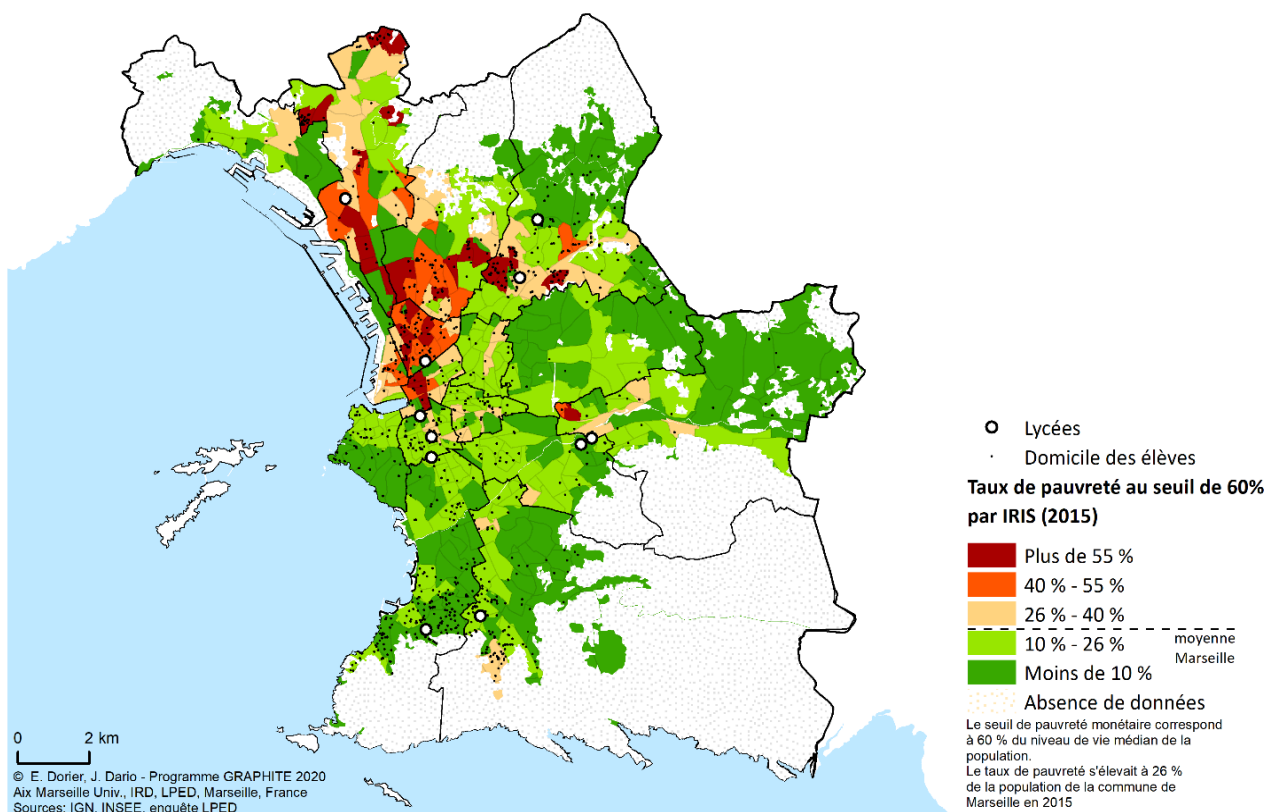 Lycées
Domicile des élèves
Taux de pauvreté au seuil de 60%
par IRIS (2015)
Plus de 55 %
40 % - 55 %
26 % - 40 %
moyenne
Marseille
10 % - 26 %
Moins de 10 %
Absence de données
Le seuil de pauvreté monétaire correspond
à 60 % du niveau de vie médian de la
population.
Le taux de pauvreté s'élevait à 26 %
de la population de la commune de
Marseille en 2015
0 2 km
© E. Dorier, J. Dario - Programme GRAPHITE 2020
Aix Marseille Univ., IRD, LPED, Marseille, France
Sources: IGN, INSEE, enquête LPED